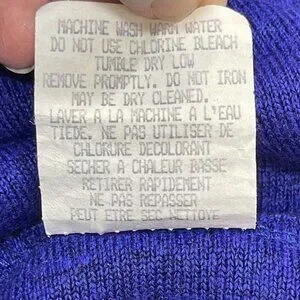 MACHINE WASH WARM WATER
DO NOT USE CHLORINE BLEACH
TUMBLE DRY LOW
REMOVE PROMPTLY. DO NOT IRON
MAY BE DRY CLEANED.
LAVER A LA MACHINE A L'EAU
TIEDE. NE PAS UTILISER DE
CHLORURE DECOLORANT
SECHER A CHALEUR BASSE
RETIRER RAPIDEMENT
NE PAS REPASSER
PEUT ETRE SEC NETTOYE